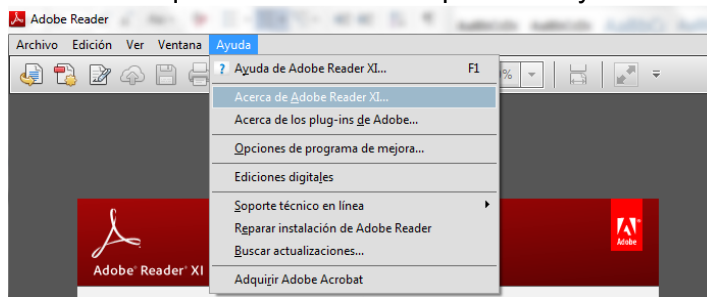 Adobe Reader
Archivo Edición Ver Ventana Ayuda
Ayuda de Adobe Reader XI... F1
%
Acerca de Adobe Reader XI...
Acerca de los plug-ins de Adobe...
Opciones de programa de mejora...
Ediciones digitales
Soporte técnico en línea
Reparar instalación de Adobe Reader
Buscar actualizaciones...
Adquirir Adobe Acrobat
Adobe® Reader® XI
Adobe